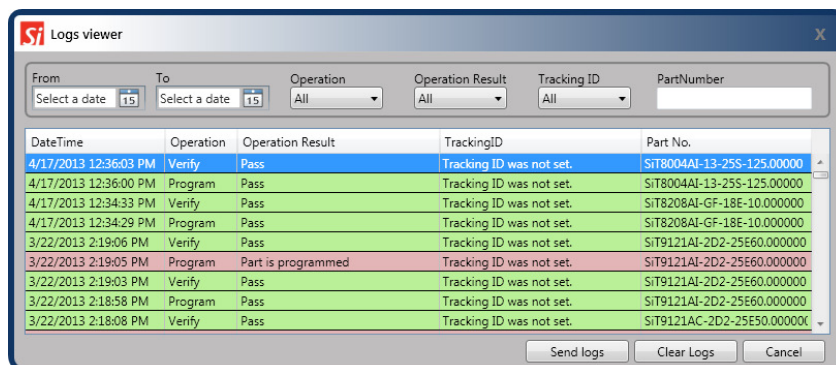 Si Logs viewer X
From To Operation Operation Result Tracking ID PartNumber
Select a date 15 Select a date 15 All All All
DateTime Operation Operation Result TrackingID Part No.
4/17/2013 12:36:03 PM Verify Pass Tracking ID was not set. SiT8004AI-13-25S-125.00000
4/17/2013 12:36:00 PM Program Pass Tracking ID was not set. SiT8004AI-13-25S-125.00000
4/17/2013 12:34:33 PM Verify Pass Tracking ID was not set. SiT8208AI-GF-18E-10.000000
4/17/2013 12:34:29 PM Program Pass Tracking ID was not set. SiT8208AI-GF-18E-10.000000
3/22/2013 2:19:06 PM Verify Pass Tracking ID was not set. SiT9121AI-2D2-25E60.000000
3/22/2013 2:19:05 PM Program Part is programmed Tracking ID was not set. SiT9121AI-2D2-25E60.000000
3/22/2013 2:19:03 PM Verify Pass Tracking ID was not set. SiT9121AI-2D2-25E60.000000
3/22/2013 2:18:58 PM Program Pass Tracking ID was not set. SiT9121AI-2D2-25E60.000000
3/22/2013 2:18:08 PM Verify Pass Tracking ID was not set. SiT9121AC-2D2-25E50.00000(
Send logs Clear Logs Cancel